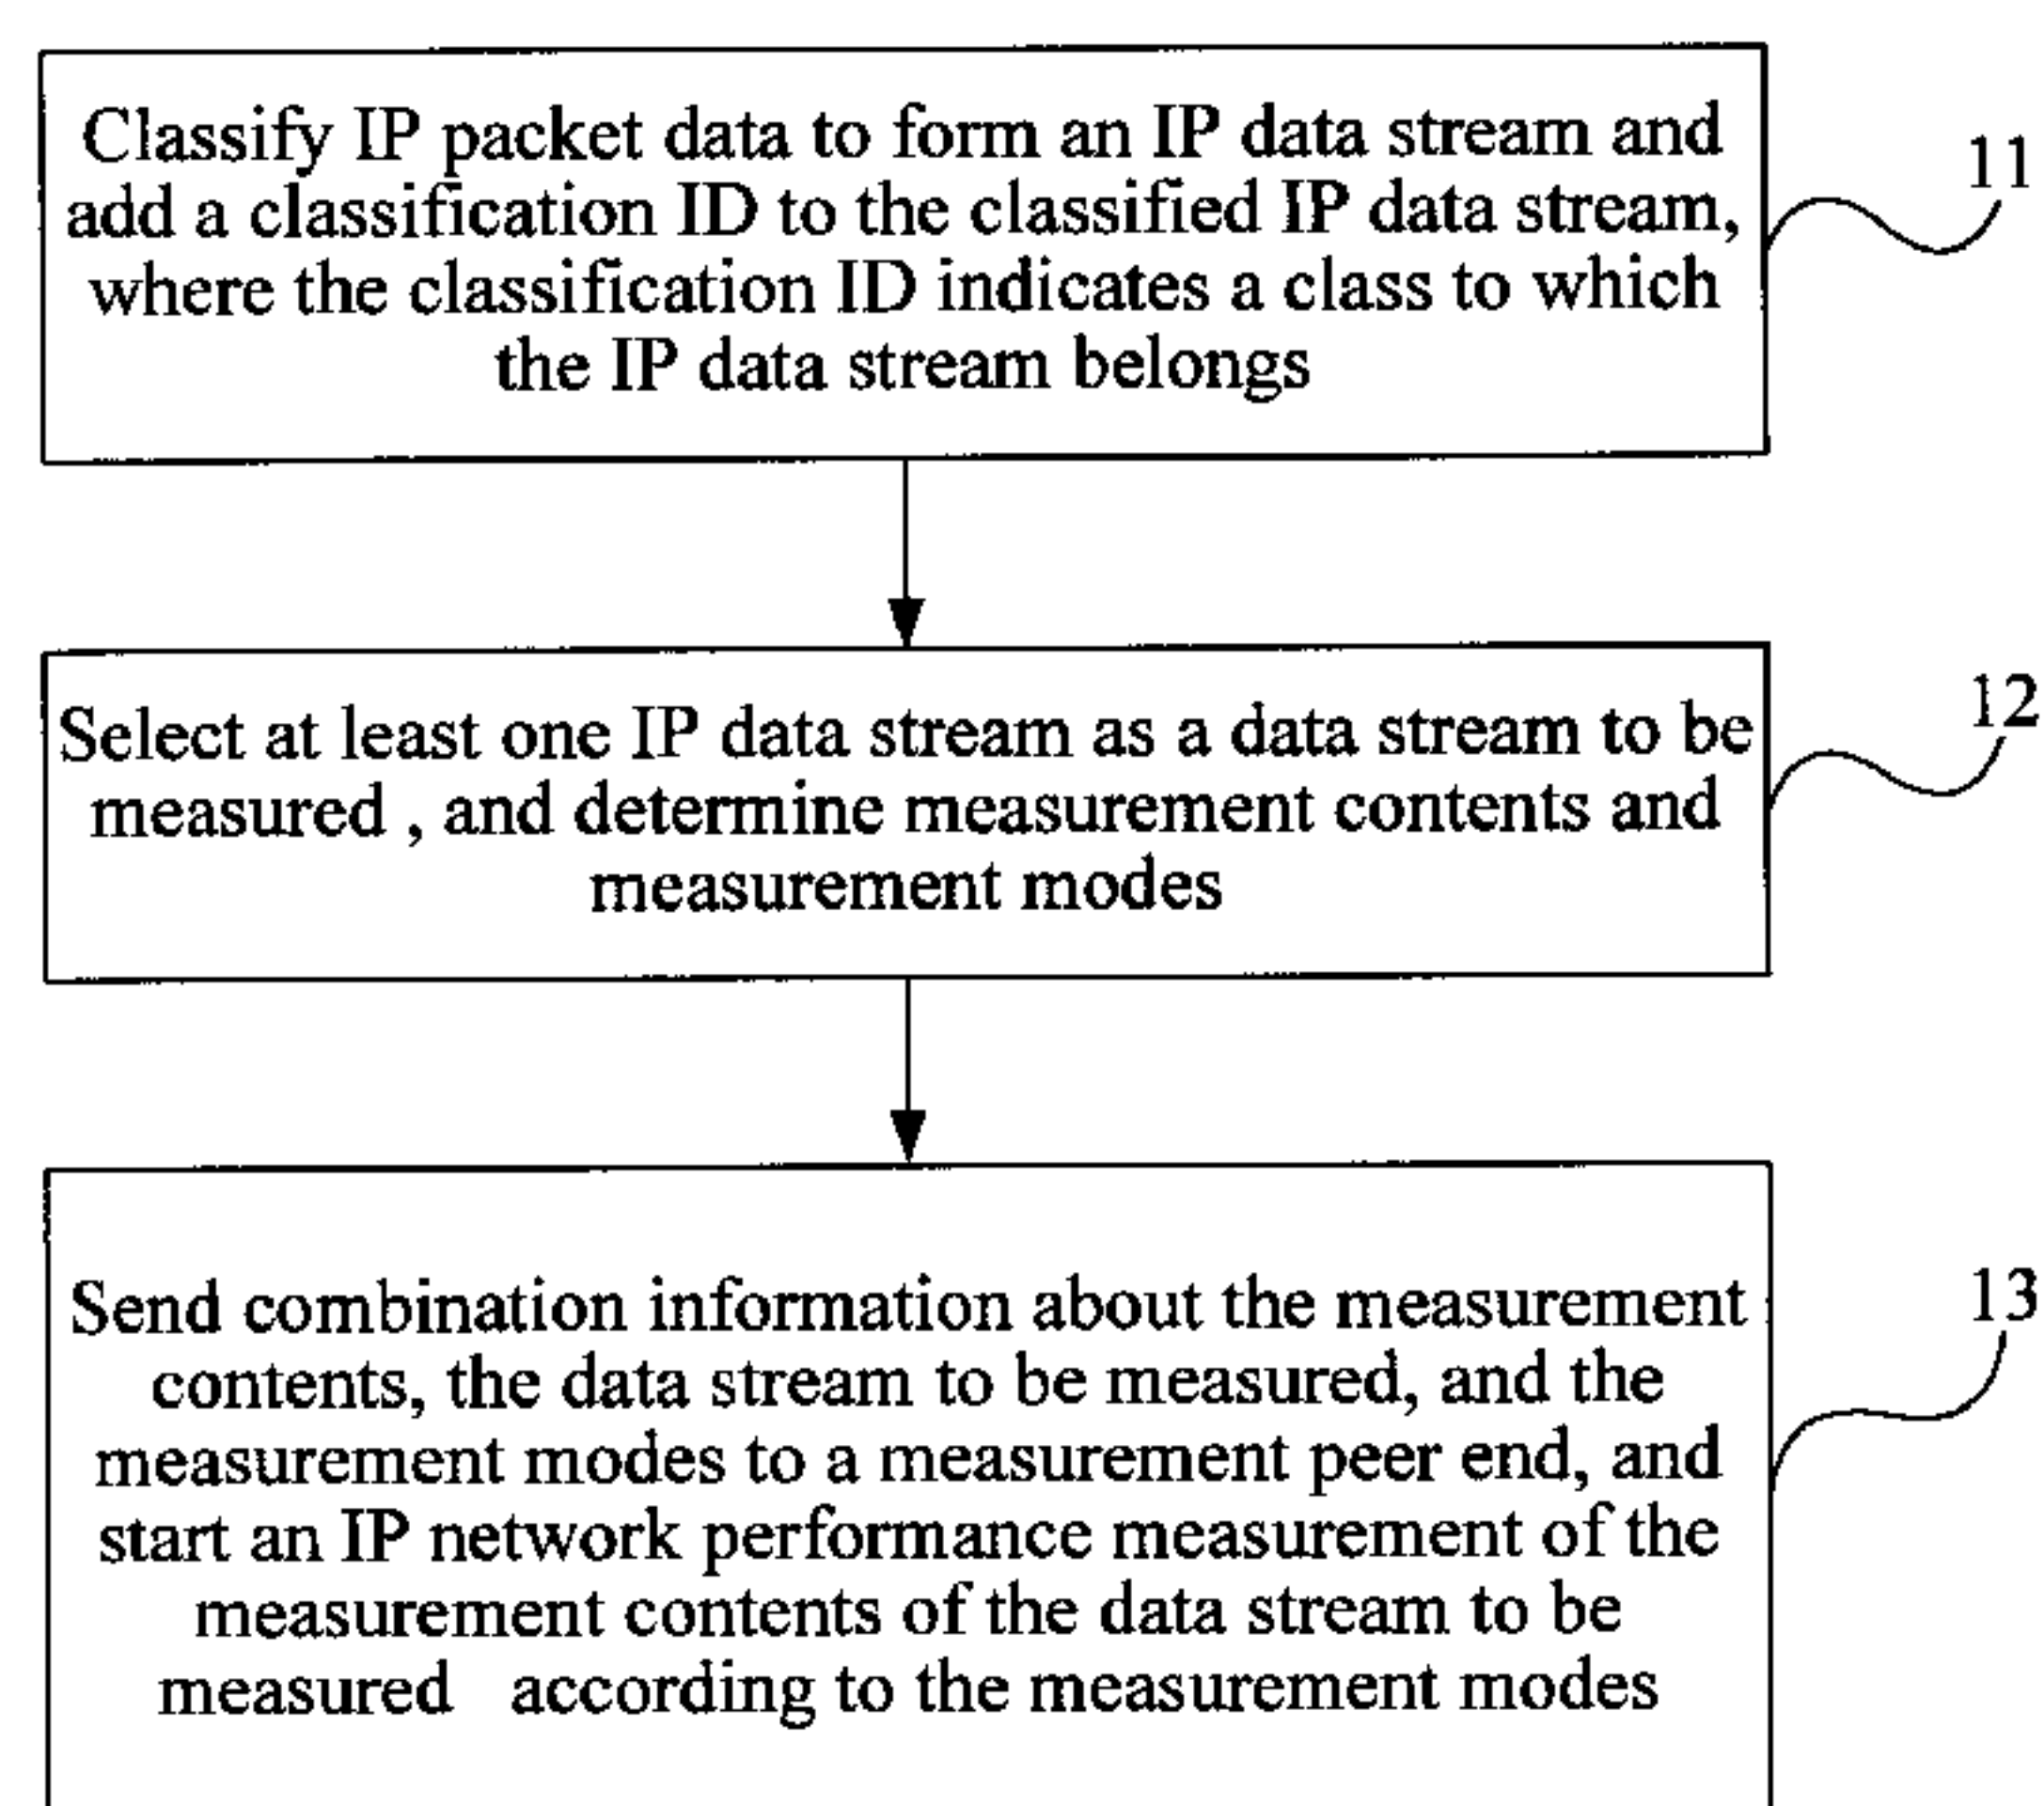 Classify IP packet data to form an IP data stream and
add a classification ID to the classified IP data stream,
where the classification ID indicates a class to which
the IP data stream belongs
11
Select at least one IP data stream as a data stream to be
measured , and determine measurement contents and
measurement modes
12
Send combination information about the measurement
contents, the data stream to be measured, and the
measurement modes to a measurement peer end, and
start an IP network performance measurement of the
measurement contents of the data stream to be
measured   according to the measurement modes
13